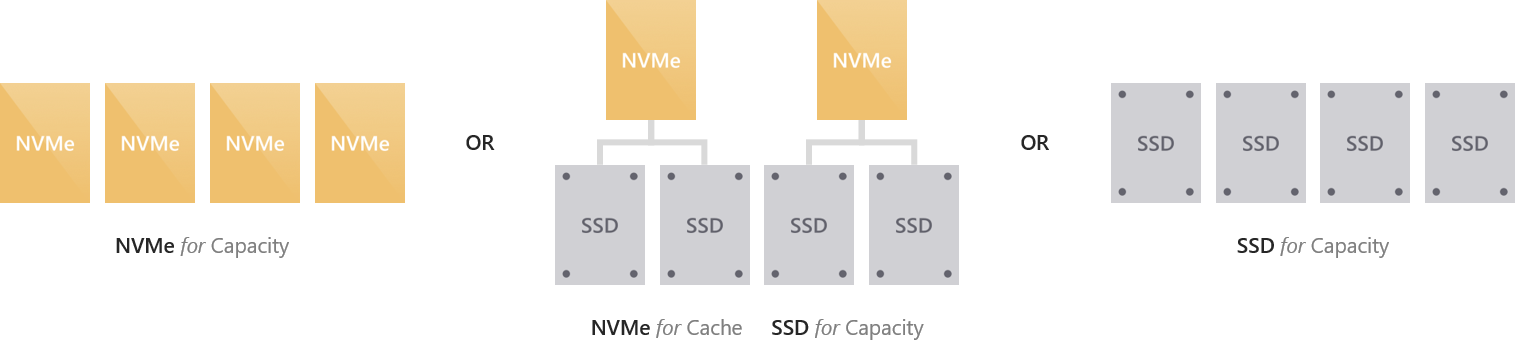 NVMe NVMe NVMe NVMe
NVMe for Capacity
OR
NVMe NVMe
SSD SSD SSD SSD
NVMe for Cache SSD for Capacity
OR
SSD SSD SSD SSD
SSD for Capacity